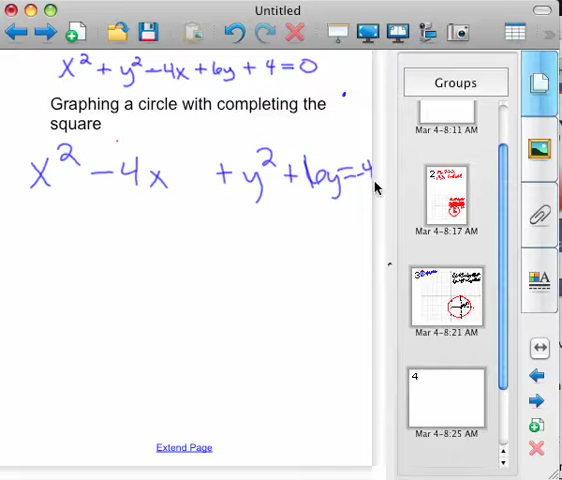 Untitled
x² + y² - 4x + 6y + 4 = 0
Graphing a circle with completing the
square
x² - 4x + y² + 6y = -4
Extend Page
Groups
Mar 4-8:11 AM
2
Mar 4-8:17 AM
3
Mar 4-8:21 AM
4
Mar 4-8:25 AM